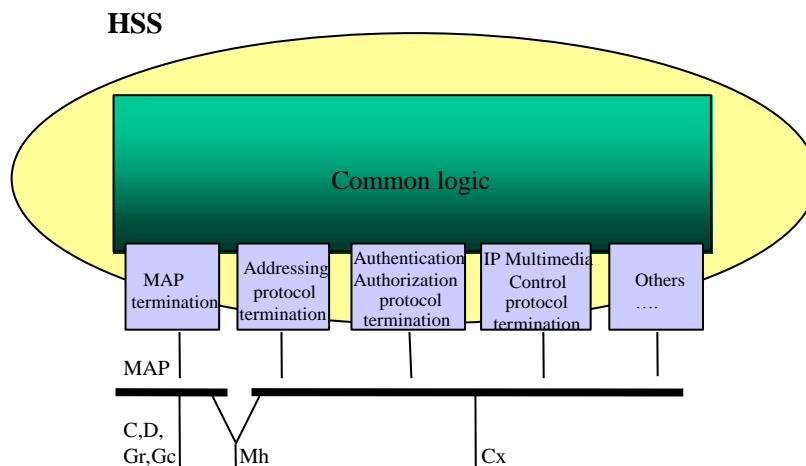 HSS
Common logic
MAP
termination
Addressing
protocol
termination
Authentication
Authorization
protocol
termination
IP Multimedia
Control
protocol
termination
Others
….
MAP
C,D,
Gr,Gc
Mh
Cx